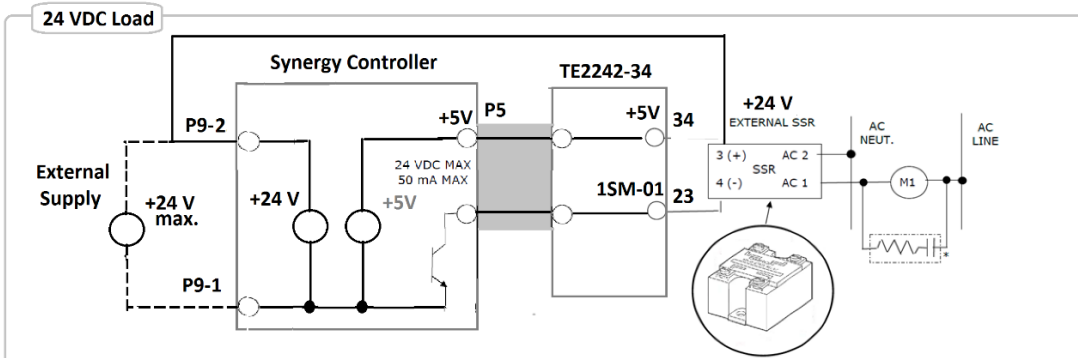 24 VDC Load
Synergy Controller
TE2242-34
P9-2
+5V
P5
+5V
34
+24 V
EXTERNAL SSR
AC
NEUT.
AC
LINE
External
Supply
+24 V
max.
+24 V
+5V
24 VDC MAX
50 mA MAX
1SM-01
23
3 (+)
AC 2
SSR
4 (-)
AC 1
M1
*
P9-1